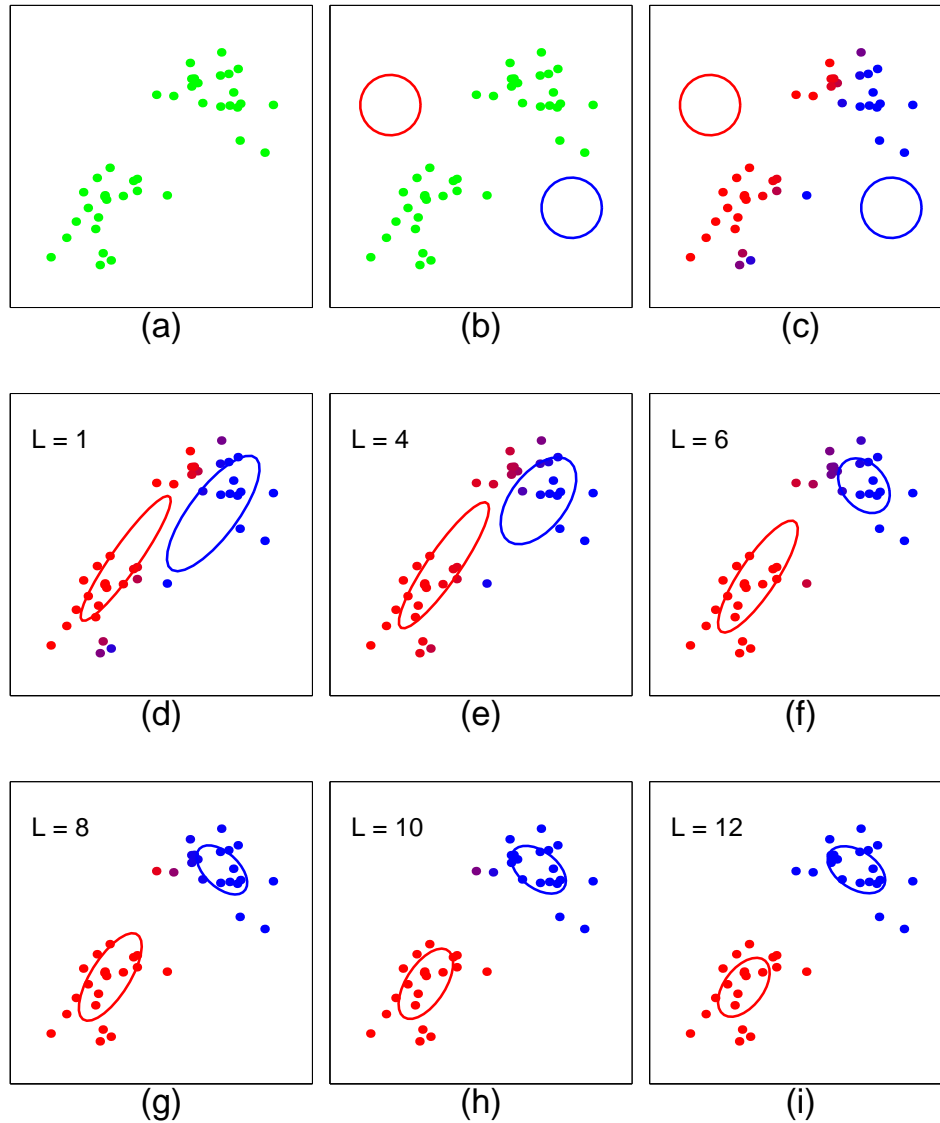 (a) (b) (c)
L = 1 L = 4 L = 6
(d) (e) (f)
L = 8 L = 10 L = 12
(g) (h) (i)